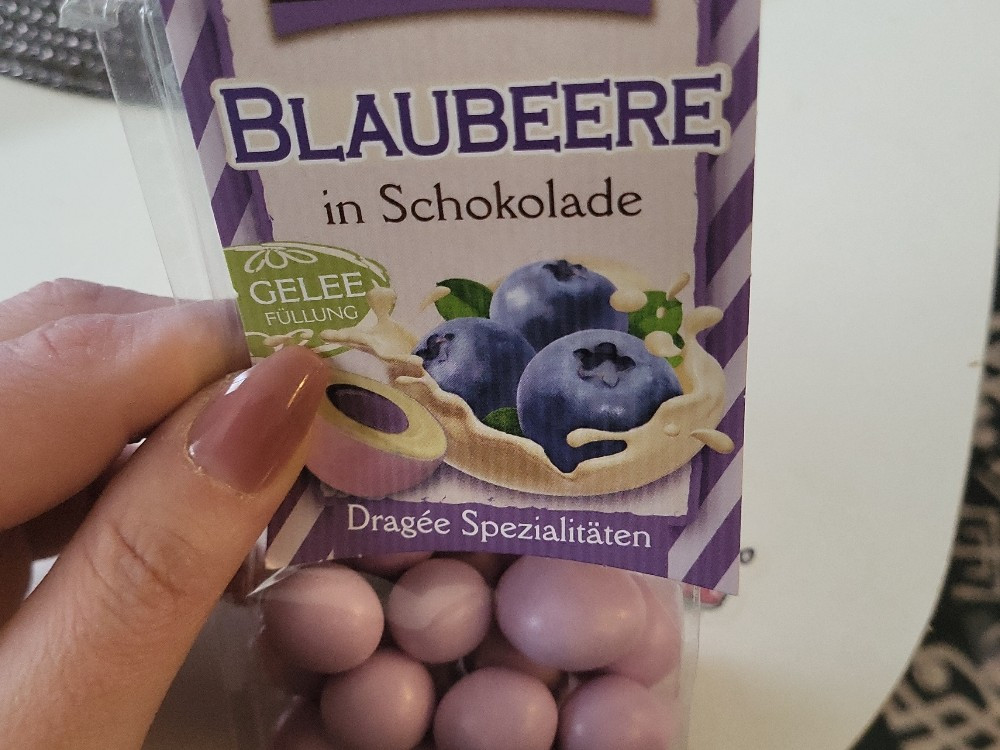 BLAUBEERE
in Schokolade
GELEE
FÜLLUNG
Dragée Spezialitäten